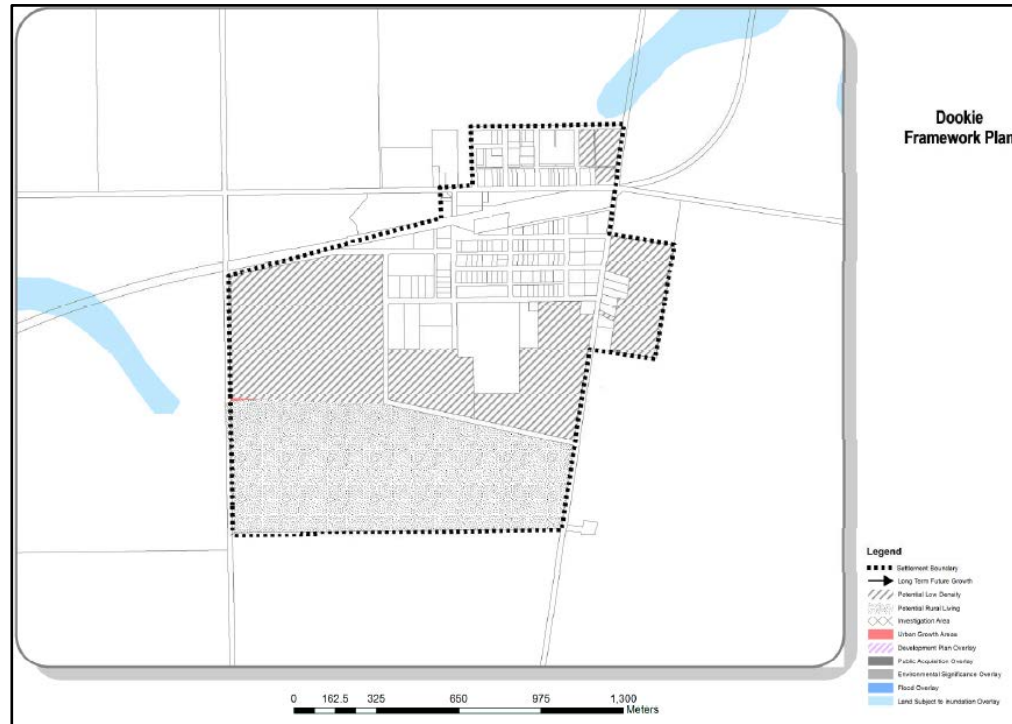 Dookie
Framework Plan
Legend
Settlement Boundary
Long Term Future Growth
Potential Low Density
Potential Rural Living
Investigation Area
Urban Growth Areas
Development Plan Overlay
Public Acquisition Overlay
Environmental Significance Overlay
Flood Overlay
Land Subject to Inundation Overlay
0 162.5 325 650 975 1,300
Meters